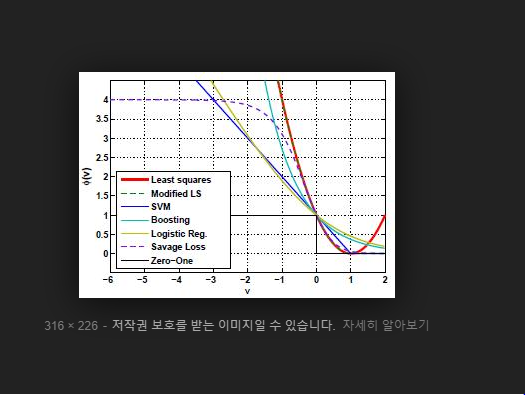 4
3.5
3
2.5
2
1.5
1
0.5
0
ϕ(v)
Least squares
Modified LS
SVM
Boosting
Logistic Reg.
Savage Loss
Zero−One
−6 −5 −4 −3 −2 −1 0 1 2
v
316 × 226 - 저작권 보호를 받는 이미지일 수 있습니다. 자세히 알아보기